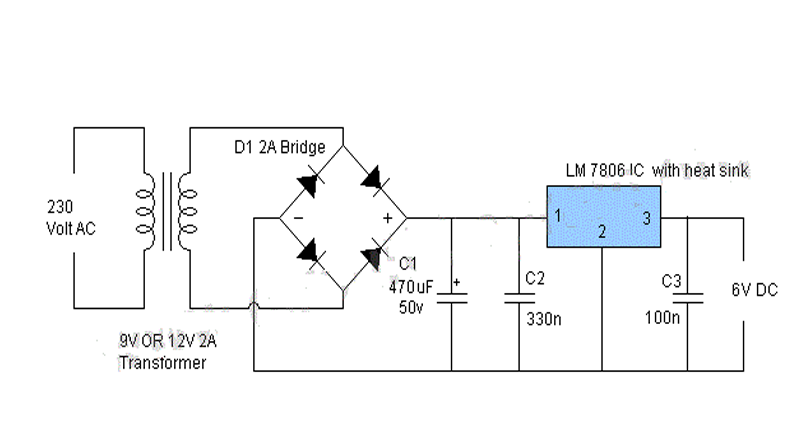 D1 2A Bridge
LM 7806 IC with heat sink
230
Volt AC
−
+
1
2
3
C1
470uF
50v
+
C2
330n
C3
100n
6V DC
9V OR 12V 2A
Transformer